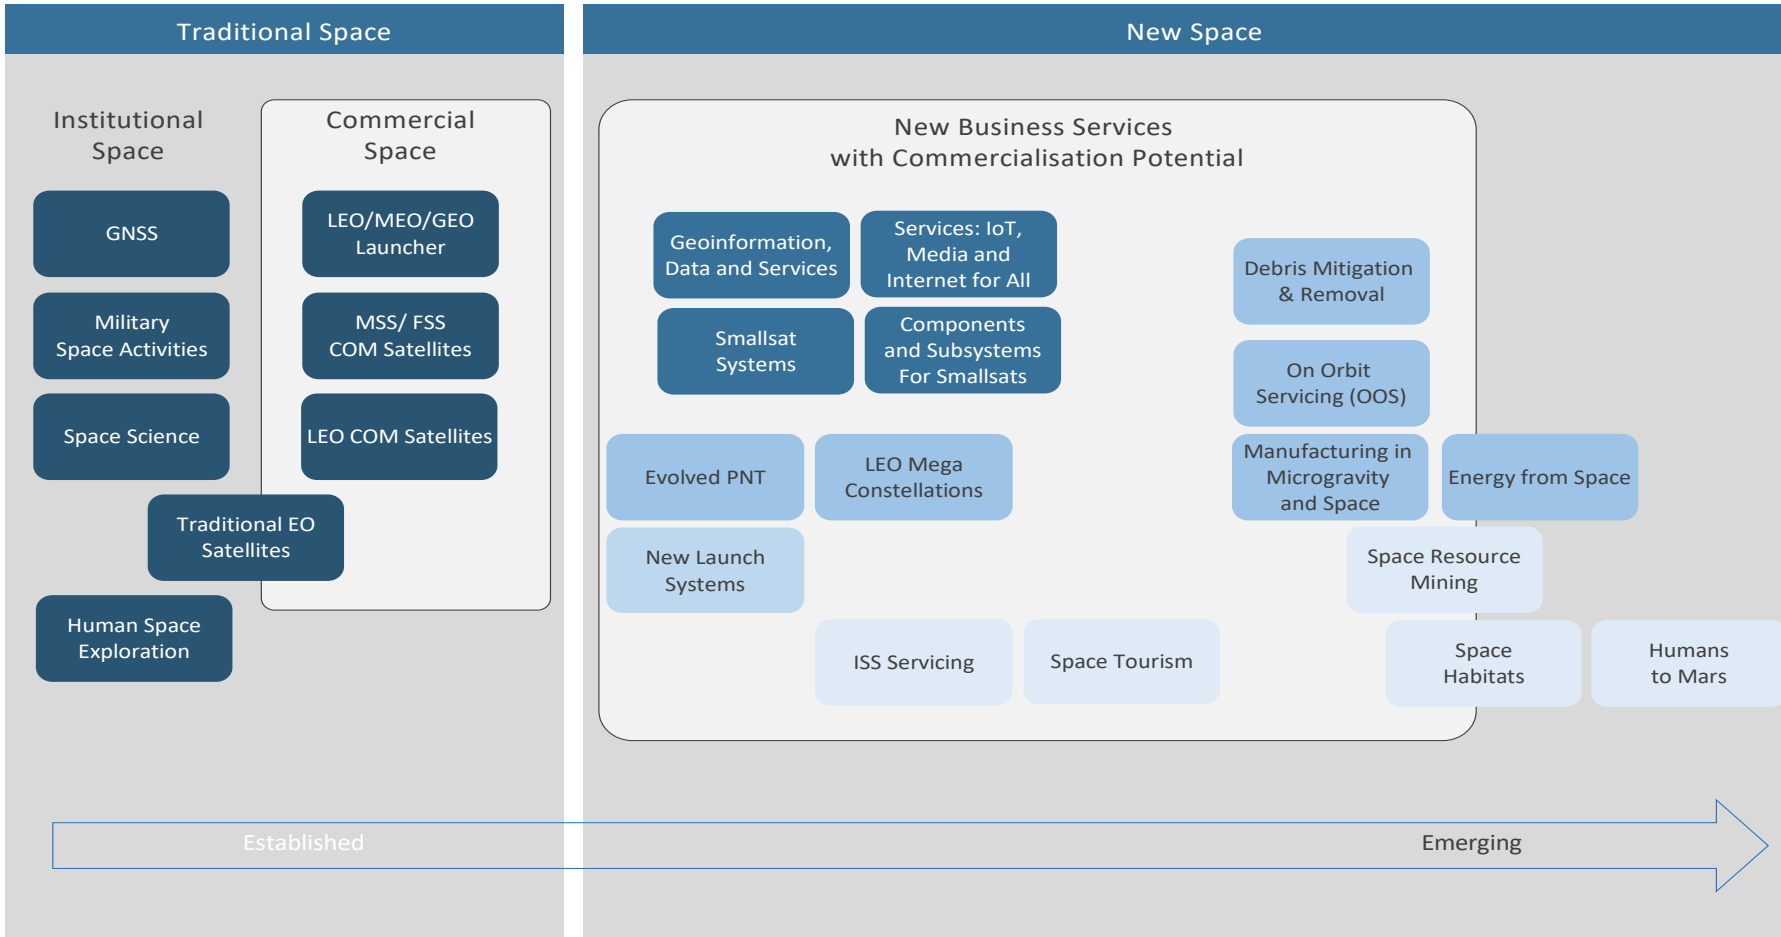 Traditional Space
New Space
Institutional
Space
Commercial
Space
GNSS
LEO/MEO/GEO
Launcher
Military
Space Activities
MSS/ FSS
COM Satellites
Space Science
LEO COM Satellites
Traditional EO
Satellites
Human Space
Exploration
New Business Services
with Commercialisation Potential
Geoinformation,
Data and Services
Services: IoT,
Media and
Internet for All
Smallsat
Systems
Components
and Subsystems
For Smallsats
Debris Mitigation
& Removal
On Orbit
Servicing (OOS)
Evolved PNT
LEO Mega
Constellations
Manufacturing in
Microgravity
and Space
Energy from Space
New Launch
Systems
Space Resource
Mining
ISS Servicing
Space Tourism
Space
Habitats
Humans
to Mars
Established
Emerging